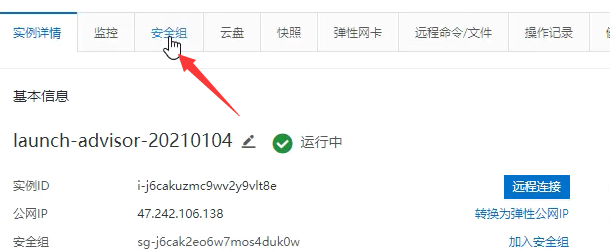 实例详情 监控 安全组 云盘 快照 弹性网卡 远程命令/文件 操作记录
基本信息
launch-advisor-20210104 运行中
实例ID i-j6cakuzmc9wv2y9vlt8e 远程连接
公网IP 47.242.106.138 转换为弹性公网IP
安全组 sg-j6cak2eo6w7mos4duk0w 加入安全组